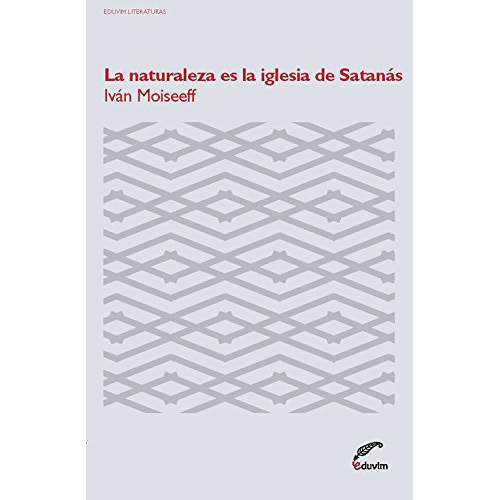 EDUVIM LITERATURAS
La naturaleza es la iglesia de Satanás
Iván Moiseeff
eduvim